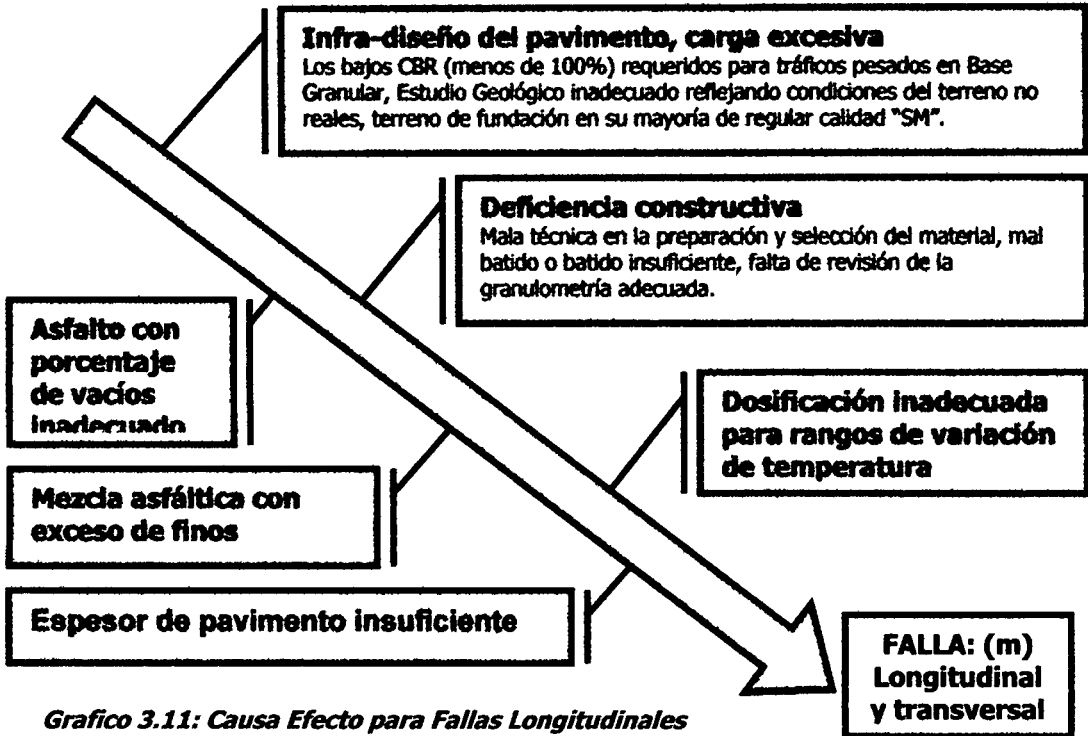 Infra-diseño del pavimento, carga excesiva
Los bajos CBR (menos de 100%) requeridos para tráficos pesados en Base
Granular, Estudio Geológico inadecuado reflejando condiciones del terreno no
reales, terreno de fundación en su mayoría de regular calidad "SM".
Deficiencia constructiva
Mala técnica en la preparación y selección del material, mal
batido o batido insuficiente, falta de revisión de la
granulometría adecuada.
Asfalto con
porcentaje
de vacíos
inadecuado
Dosificación inadecuada
para rangos de variación
de temperatura
Mezcla asfáltica con
exceso de finos
Espesor de pavimento insuficiente
FALLA: (m)
Longitudinal
y transversal
Grafico 3.11: Causa Efecto para Fallas Longitudinales